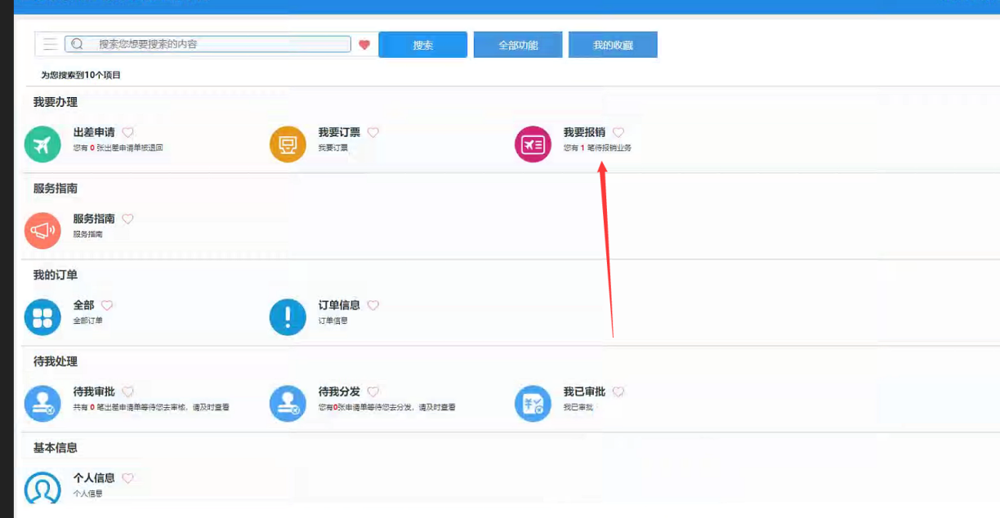 搜索您想要搜索的内容
搜索
全部功能
我的收藏
为您搜索到10个项目
我要办理
出差申请
您有 0 张出差申请单被退回
我要订票
我要订票
我要报销
您有 1 笔待报销业务
服务指南
服务指南
服务指南
我的订单
全部
全部订单
订单信息
订单信息
待我处理
待我审批
共有 0 笔出差申请单等待您去审核，请及时查看
待我分发
您有0张申请单等待您去分发，请及时查看
我已审批
我已审批
基本信息
个人信息
个人信息